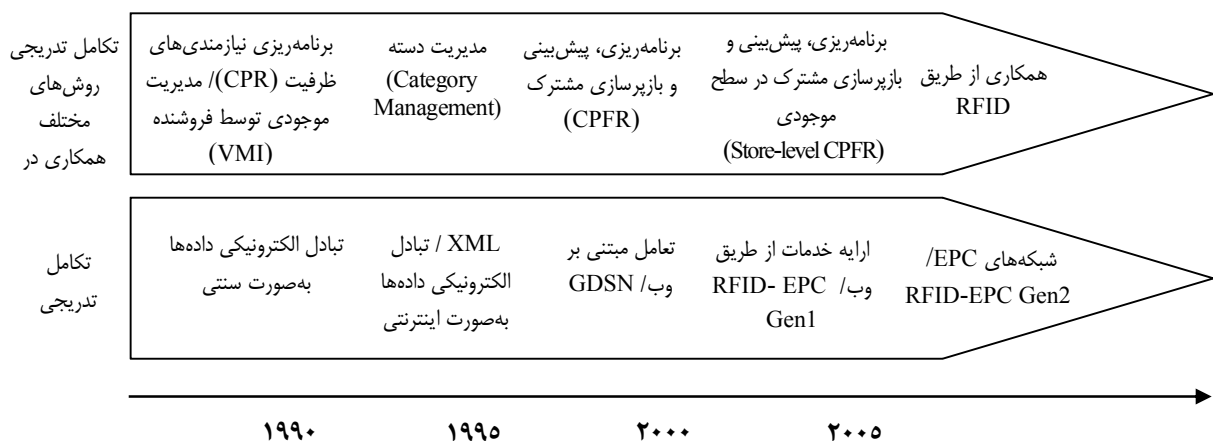 تکامل تدریجی
روش‌های
مختلف
همکاری در
برنامه‌ریزی نیازمندی‌های
ظرفیت (CPR)/ مدیریت
موجودی توسط فروشنده
(VMI)
مدیریت دسته
(Category
Management)
برنامه‌ریزی، پیش‌بینی
و بازپرسازی مشترک
(CPFR)
برنامه‌ریزی، پیش‌بینی و
بازپرسازی مشترک در سطح
موجودی
(Store-level CPFR)
همکاری از طریق
RFID
تکامل
تدریجی
تبادل الکترونیکی داده‌ها
به‌صورت سنتی
XML / تبادل
الکترونیکی داده‌ها
به‌صورت اینترنتی
تعامل مبتنی بر
وب/ GDSN
ارایه خدمات از طریق
وب/ RFID- EPC
Gen1
شبکه‌های EPC/
RFID-EPC Gen2
۱۹۹۰
۱۹۹۵
۲۰۰۰
۲۰۰۵